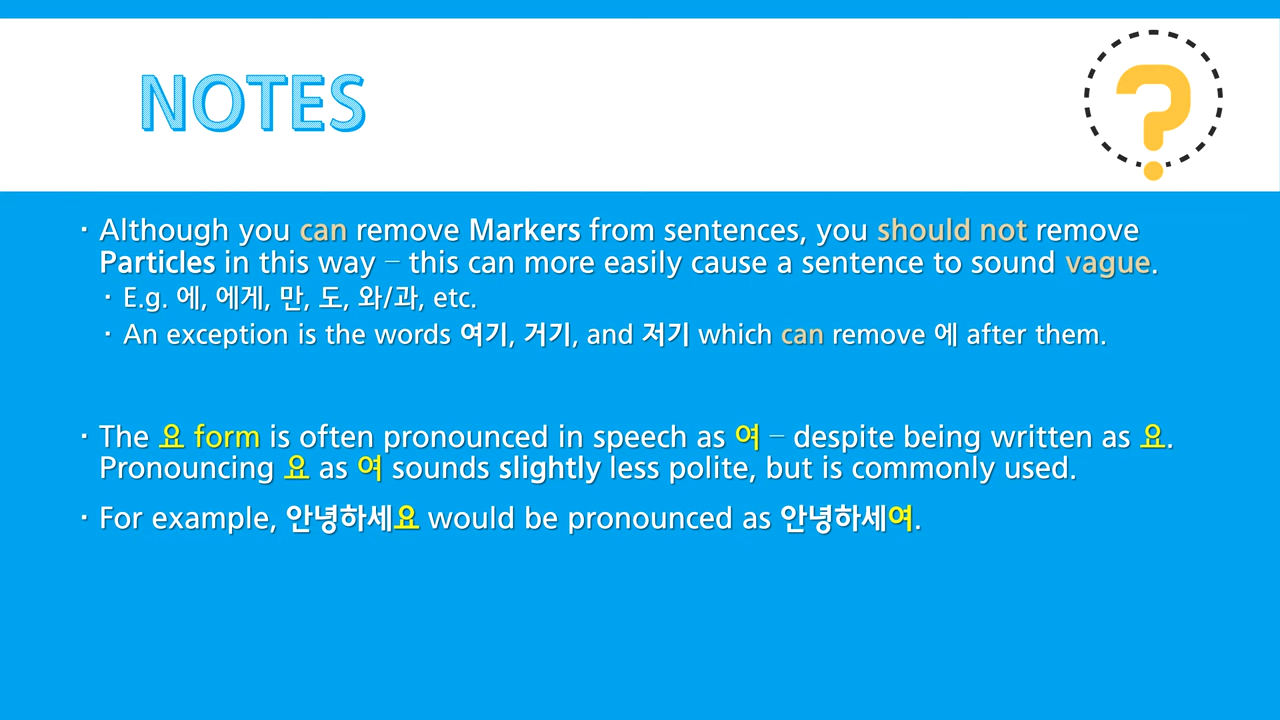 NOTES
· Although you can remove Markers from sentences, you should not remove
Particles in this way – this can more easily cause a sentence to sound vague.
· E.g. 에, 에게, 만, 도, 와/과, etc.
· An exception is the words 여기, 거기, and 저기 which can remove 에 after them.
· The 요 form is often pronounced in speech as 여 – despite being written as 요.
Pronouncing 요 as 여 sounds slightly less polite, but is commonly used.
· For example, 안녕하세요 would be pronounced as 안녕하세여.